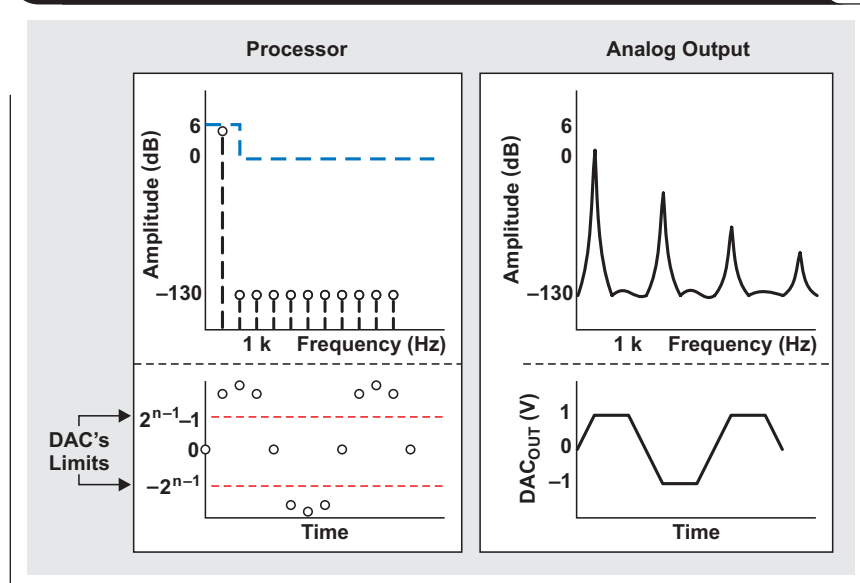 Processor
Amplitude (dB)
6
0
–130
1 k Frequency (Hz)
DAC's
Limits
2ⁿ⁻¹–1
0
–2ⁿ⁻¹
Time
Analog Output
Amplitude (dB)
6
0
–130
1 k Frequency (Hz)
DAC_OUT (V)
1
0
–1
Time